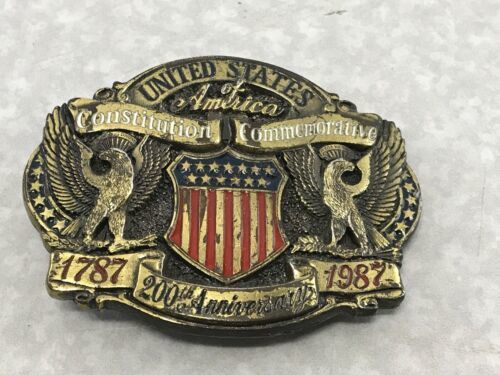 UNITED STATES
of
America
Constitution Commemorative
1787 1987
200th Anniversary